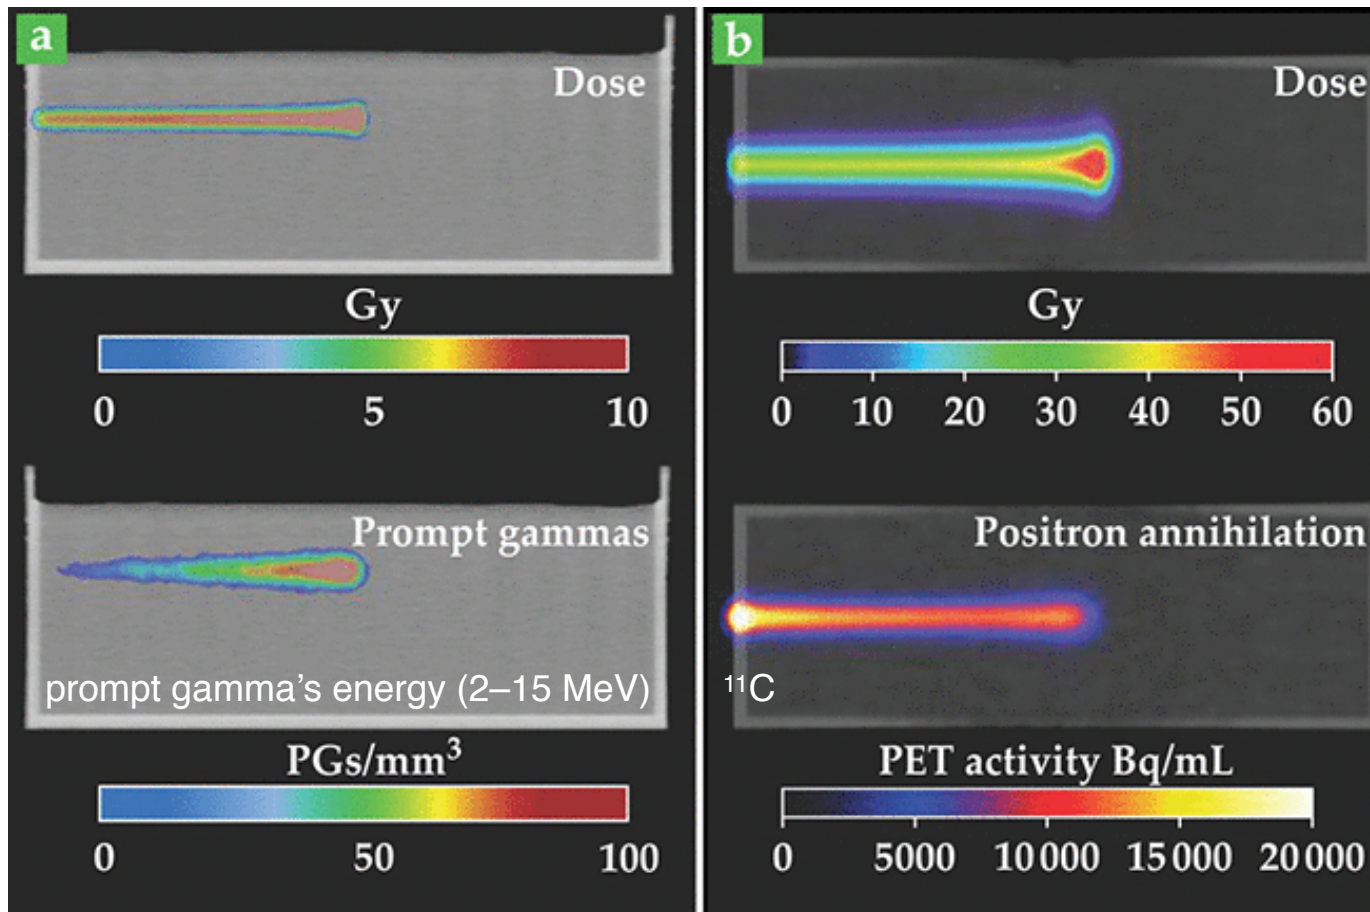 a
Dose
Gy
0 5 10
Prompt gammas
prompt gamma’s energy (2–15 MeV)
PGs/mm³
0 50 100
b
Dose
Gy
0 10 20 30 40 50 60
Positron annihilation
¹¹C
PET activity Bq/mL
0 5000 10 000 15 000 20 000